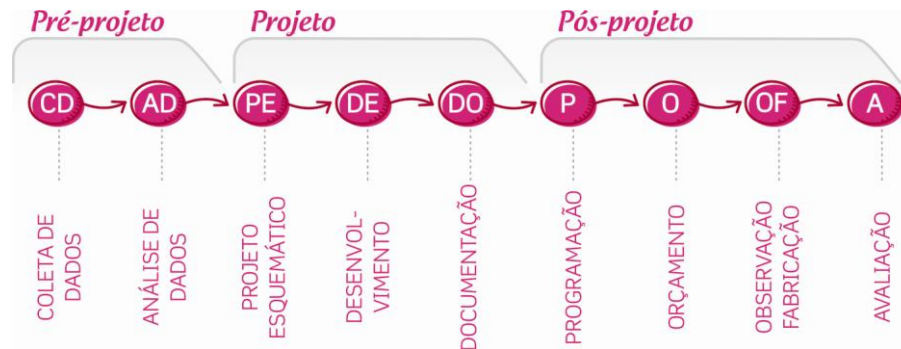 Pré-projeto
Projeto
Pós-projeto
CD
AD
PE
DE
DO
P
O
OF
A
COLETA DE
DADOS
ANÁLISE DE
DADOS
PROJETO
ESQUEMÁTICO
DESENVOL-
VIMENTO
DOCUMENTAÇÃO
PROGRAMAÇÃO
ORÇAMENTO
OBSERVAÇÃO
FABRICAÇÃO
AVALIAÇÃO